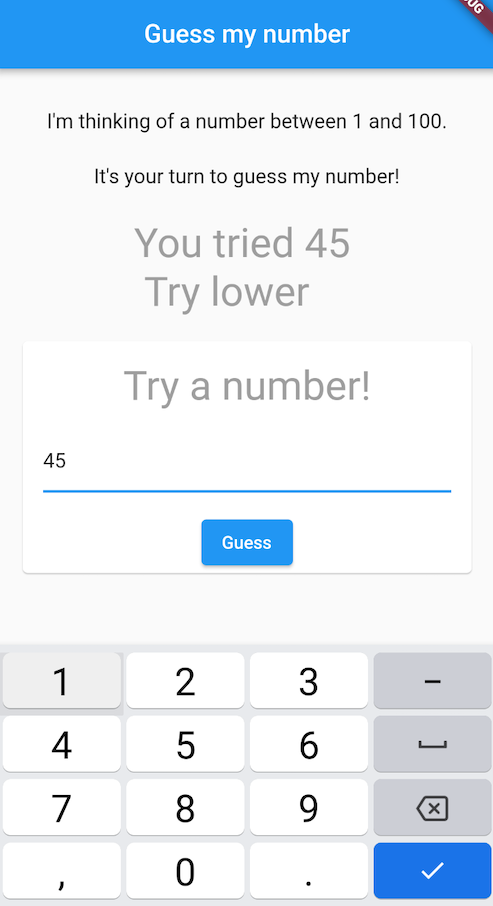 Guess my number
I'm thinking of a number between 1 and 100.
It's your turn to guess my number!
You tried 45
Try lower
Try a number!
45
Guess
1 2 3 −
4 5 6
7 8 9
, 0 .